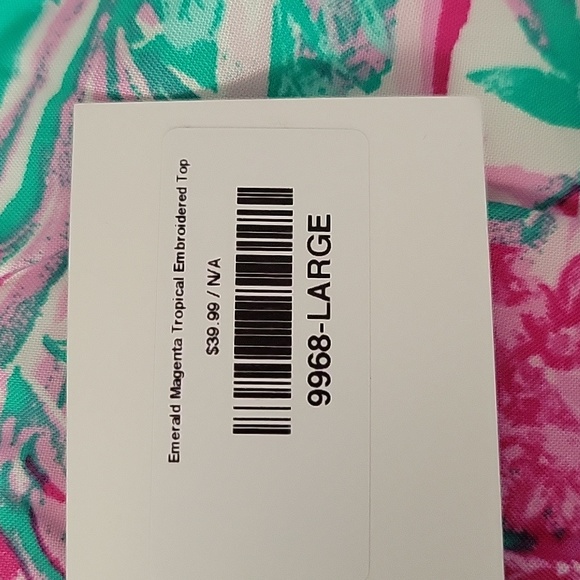 Emerald Magenta Tropical Embroidered Top
$39.99 / N/A
9968-LARGE